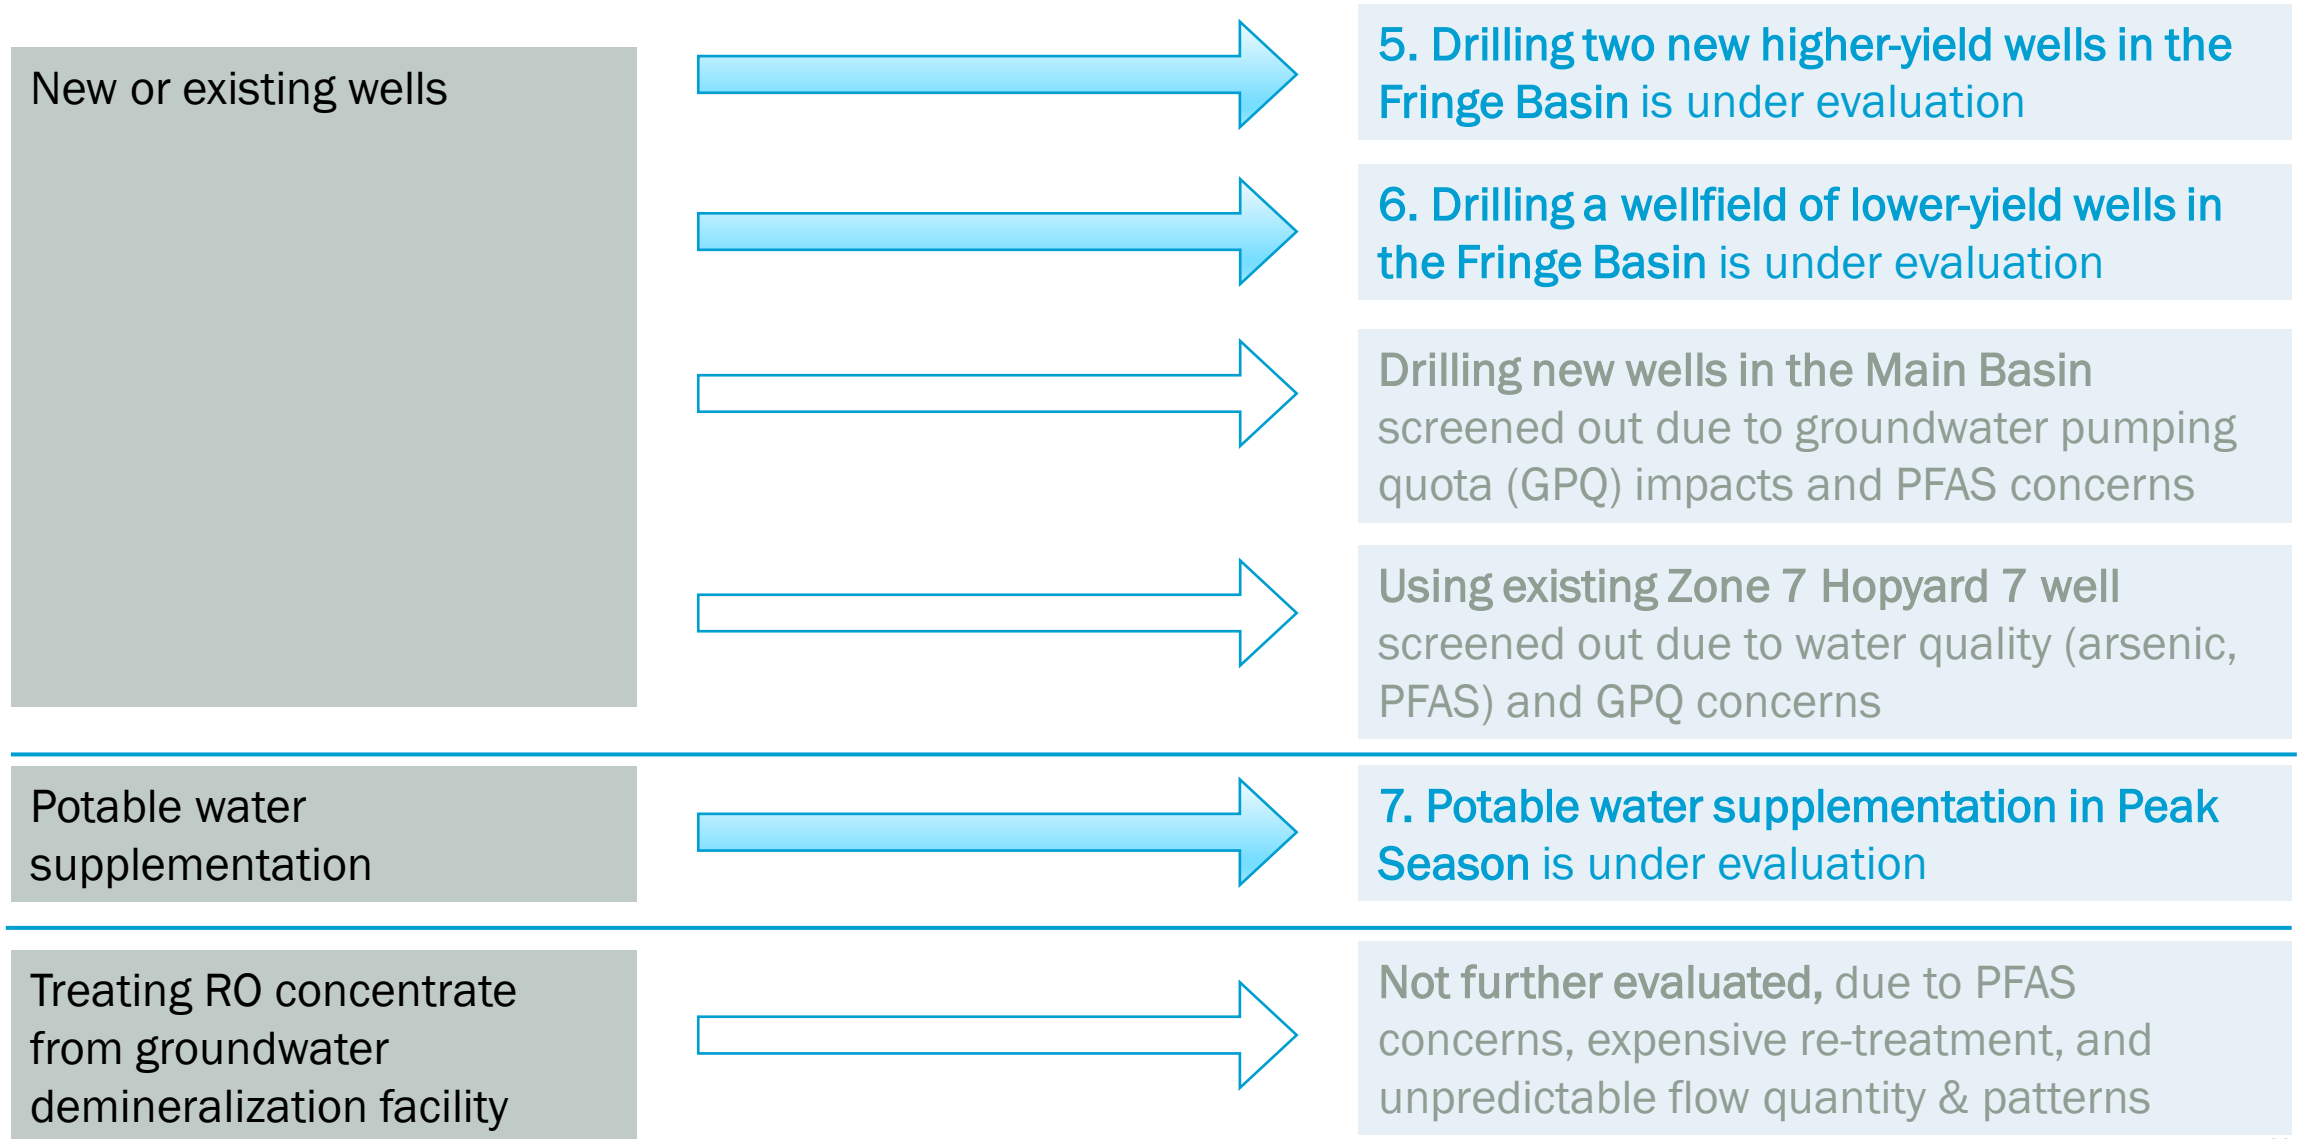 New or existing wells
5. Drilling two new higher-yield wells in the
Fringe Basin is under evaluation
6. Drilling a wellfield of lower-yield wells in
the Fringe Basin is under evaluation
Drilling new wells in the Main Basin
screened out due to groundwater pumping
quota (GPQ) impacts and PFAS concerns
Using existing Zone 7 Hopyard 7 well
screened out due to water quality (arsenic,
PFAS) and GPQ concerns
Potable water
supplementation
7. Potable water supplementation in Peak
Season is under evaluation
Treating RO concentrate
from groundwater
demineralization facility
Not further evaluated, due to PFAS
concerns, expensive re-treatment, and
unpredictable flow quantity & patterns